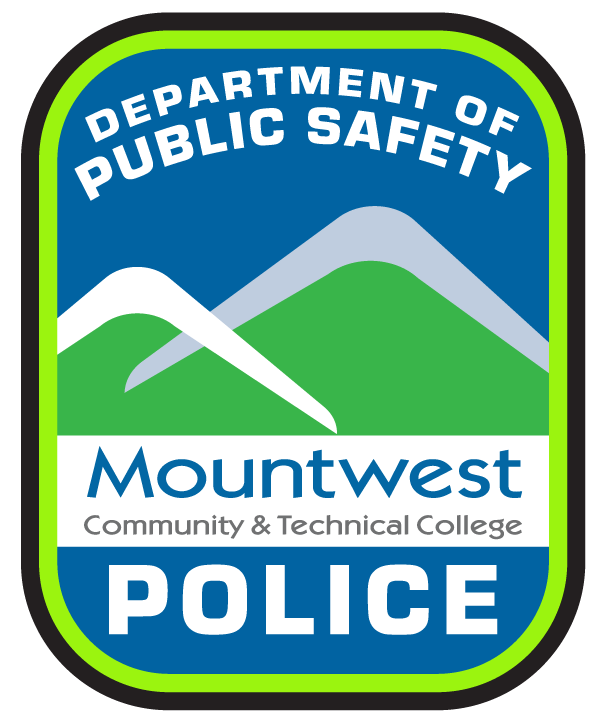 DEPARTMENT OF
PUBLIC SAFETY
Mountwest
Community & Technical College
POLICE